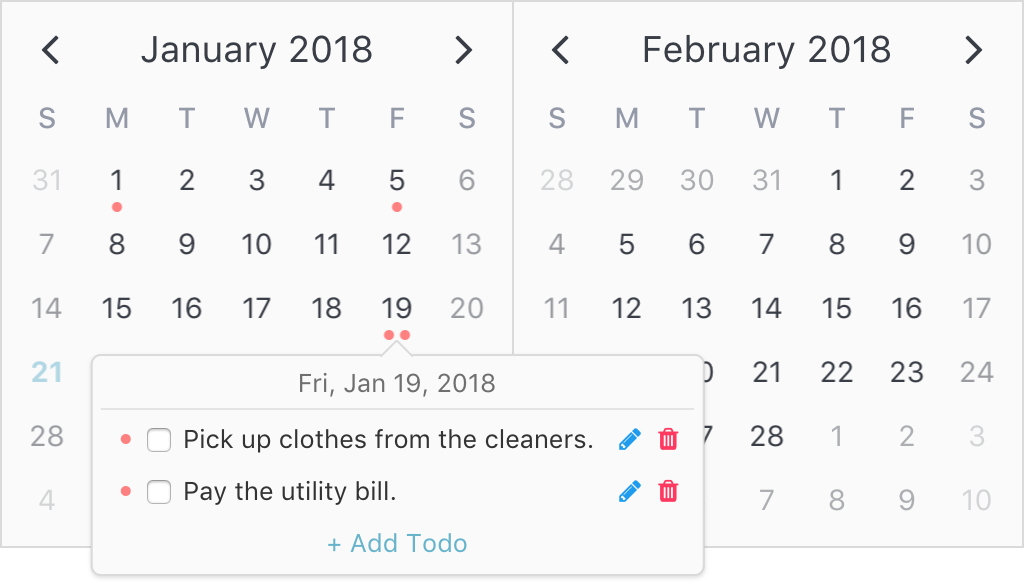 January 2018
S M T W T F S
31 1 2 3 4 5 6
7 8 9 10 11 12 13
14 15 16 17 18 19 20
21
28
4
February 2018
S M T W T F S
28 29 30 31 1 2 3
4 5 6 7 8 9 10
11 12 13 14 15 16 17
21 22 23 24
28 1 2 3
7 8 9 10
Fri, Jan 19, 2018
Pick up clothes from the cleaners.
Pay the utility bill.
+ Add Todo